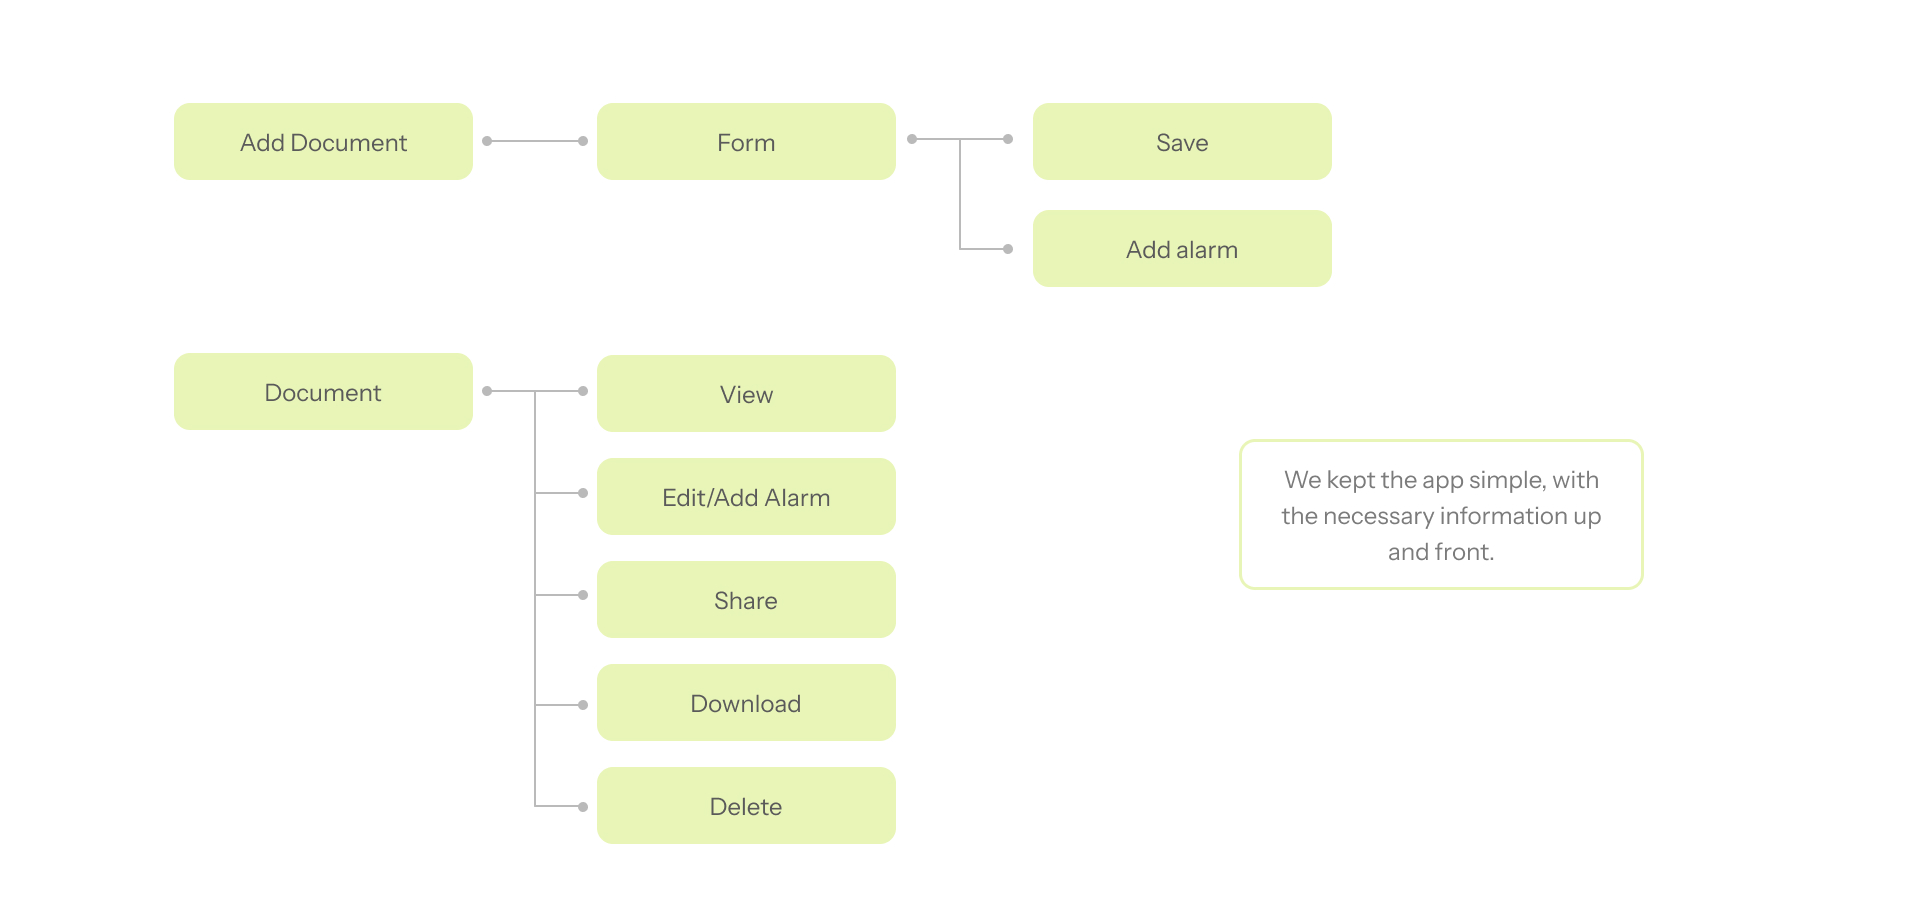 Add Document
Form
Save
Add alarm
Document
View
Edit/Add Alarm
Share
Download
Delete
We kept the app simple, with
the necessary information up
and front.